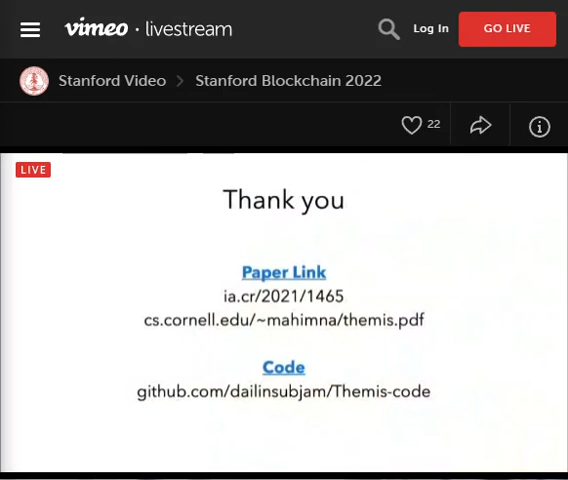 vimeo · livestream
Log In
GO LIVE
Stanford Video > Stanford Blockchain 2022
22
LIVE
Thank you
Paper Link
ia.cr/2021/1465
cs.cornell.edu/~mahimna/themis.pdf
Code
github.com/dailinsubjam/Themis-code